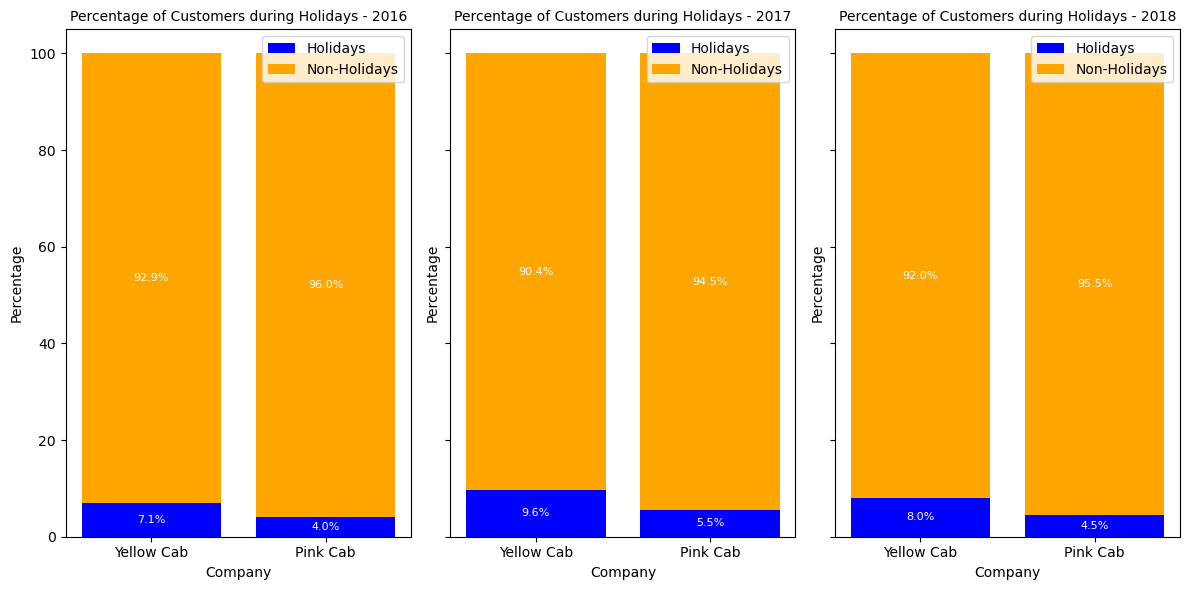 Percentage of Customers during Holidays - 2016
Holidays
Non-Holidays
100
80
60
40
20
0
Percentage
92.9%
96.0%
7.1%
4.0%
Yellow Cab
Pink Cab
Company
Percentage of Customers during Holidays - 2017
Holidays
Non-Holidays
Percentage
90.4%
94.5%
9.6%
5.5%
Yellow Cab
Pink Cab
Company
Percentage of Customers during Holidays - 2018
Holidays
Non-Holidays
Percentage
92.0%
95.5%
8.0%
4.5%
Yellow Cab
Pink Cab
Company